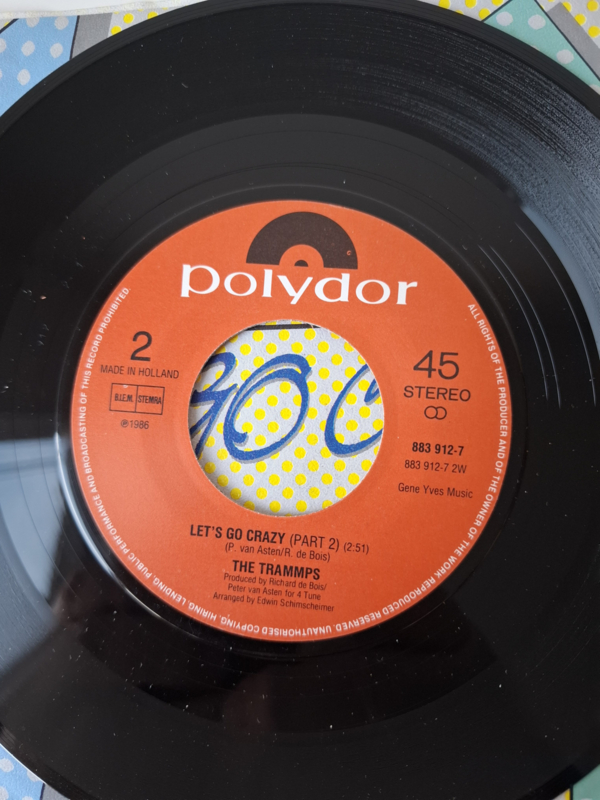 polydor
2
MADE IN HOLLAND
B.I.E.M. STEMRA
℗1986
45
STEREO
883 912-7
883 912-7 2W
Gene Yves Music
GO C
LET'S GO CRAZY (PART 2) (2:51)
(P. van Asten/R. de Bois)
THE TRAMMPS
Produced by Richard de Bois/
Peter van Asten for 4 Tune
Arranged by Edwin Schimscheimer
ALL RIGHTS OF THE PRODUCER AND OF THE OWNER OF THE WORK REPRODUCED RESERVED. UNAUTHORISED COPYING, HIRING, LENDING, PUBLIC PERFORMANCE AND BROADCASTING OF THIS RECORD PROHIBITED.